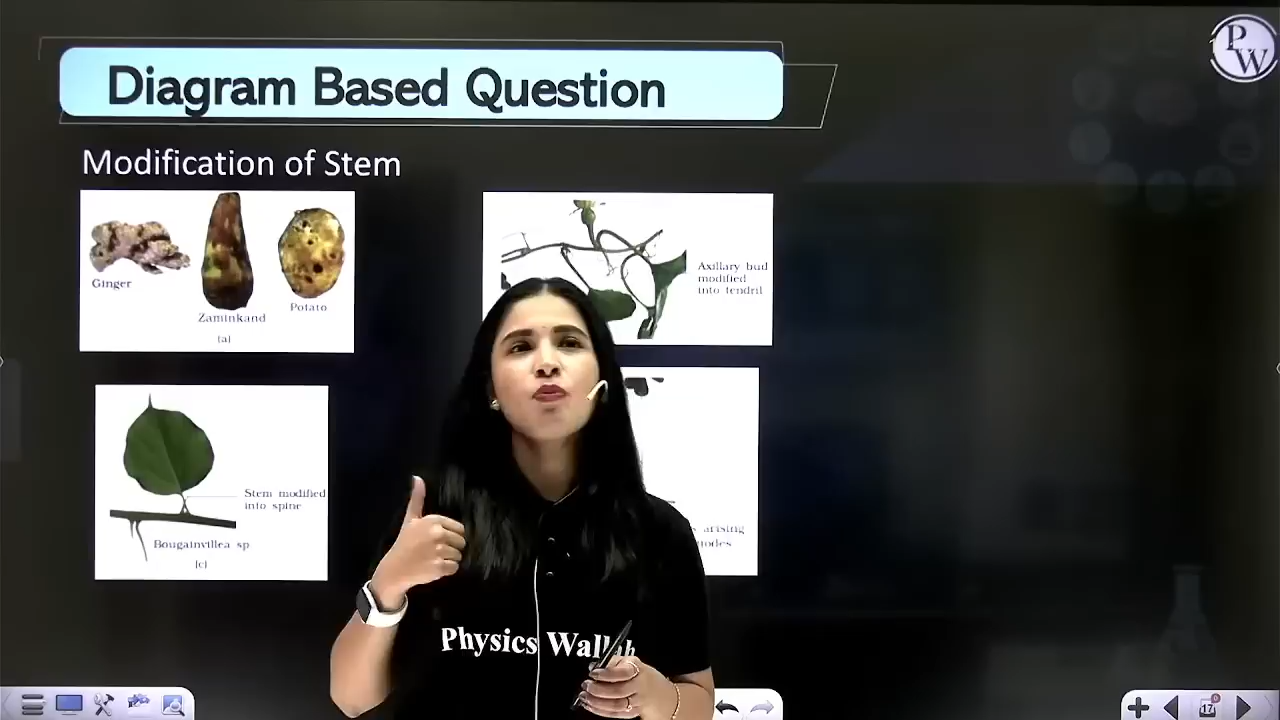 PW
Diagram Based Question
Modification of Stem
Ginger
Zaminkand
Potato
(a)
Axillary bud
modified
into tendril
Stem modified
into spine
Bougainvillea sp
(c)
arising
Physics Wallah
17